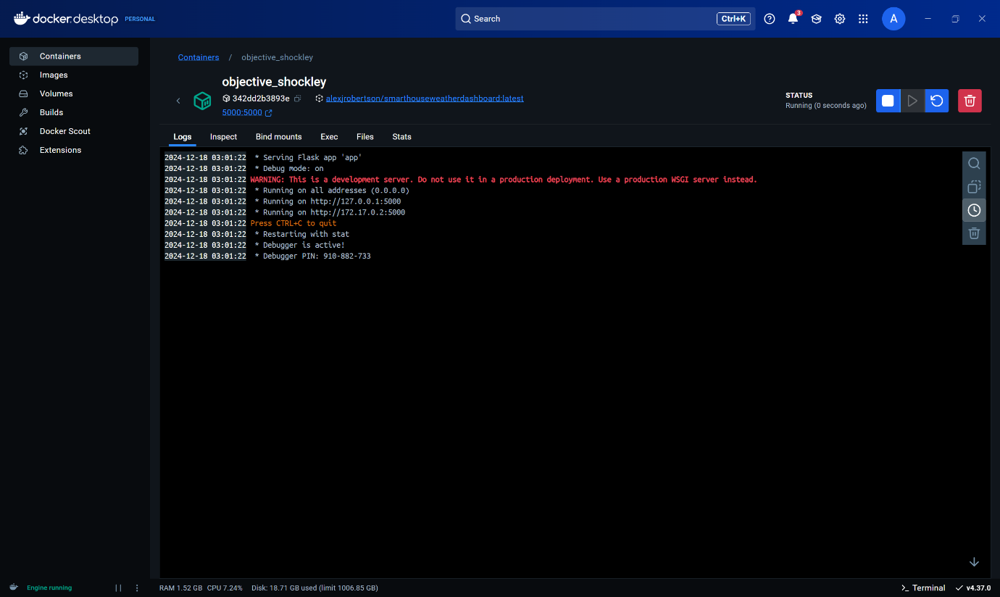 docker desktop PERSONAL
Search Ctrl+K 3 A
Containers
Images
Volumes
Builds
Docker Scout
Extensions
Containers / objective_shockley
objective_shockley
342dd2b3893e alexjrobertson/smarthouseweatherdashboard:latest
5000:5000
STATUS
Running (0 seconds ago)
Logs Inspect Bind mounts Exec Files Stats
2024-12-18 03:01:22 * Serving Flask app 'app'
2024-12-18 03:01:22 * Debug mode: on
2024-12-18 03:01:22 WARNING: This is a development server. Do not use it in a production deployment. Use a production WSGI server instead.
2024-12-18 03:01:22 * Running on all addresses (0.0.0.0)
2024-12-18 03:01:22 * Running on http://127.0.0.1:5000
2024-12-18 03:01:22 * Running on http://172.17.0.2:5000
2024-12-18 03:01:22 Press CTRL+C to quit
2024-12-18 03:01:22 * Restarting with stat
2024-12-18 03:01:22 * Debugger is active!
2024-12-18 03:01:22 * Debugger PIN: 910-882-733
Engine running
RAM 1.52 GB CPU 7.24% Disk: 18.71 GB used (limit 1006.85 GB)
Terminal v4.37.0